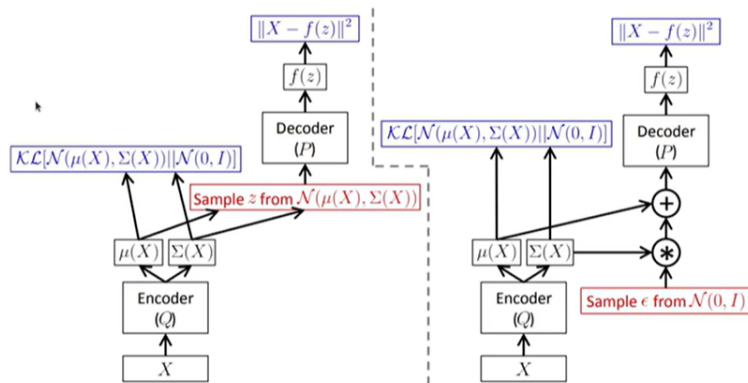 ‖X − f(z)‖²
f(z)
Decoder
(P)
𝒦ℒ[𝒩(μ(X), Σ(X))||𝒩(0, I)]
Sample z from 𝒩(μ(X), Σ(X))
μ(X)
Σ(X)
Encoder
(Q)
X
‖X − f(z)‖²
f(z)
Decoder
(P)
𝒦ℒ[𝒩(μ(X), Σ(X))||𝒩(0, I)]
+
μ(X)
Σ(X)
*
Encoder
(Q)
Sample ϵ from 𝒩(0, I)
X